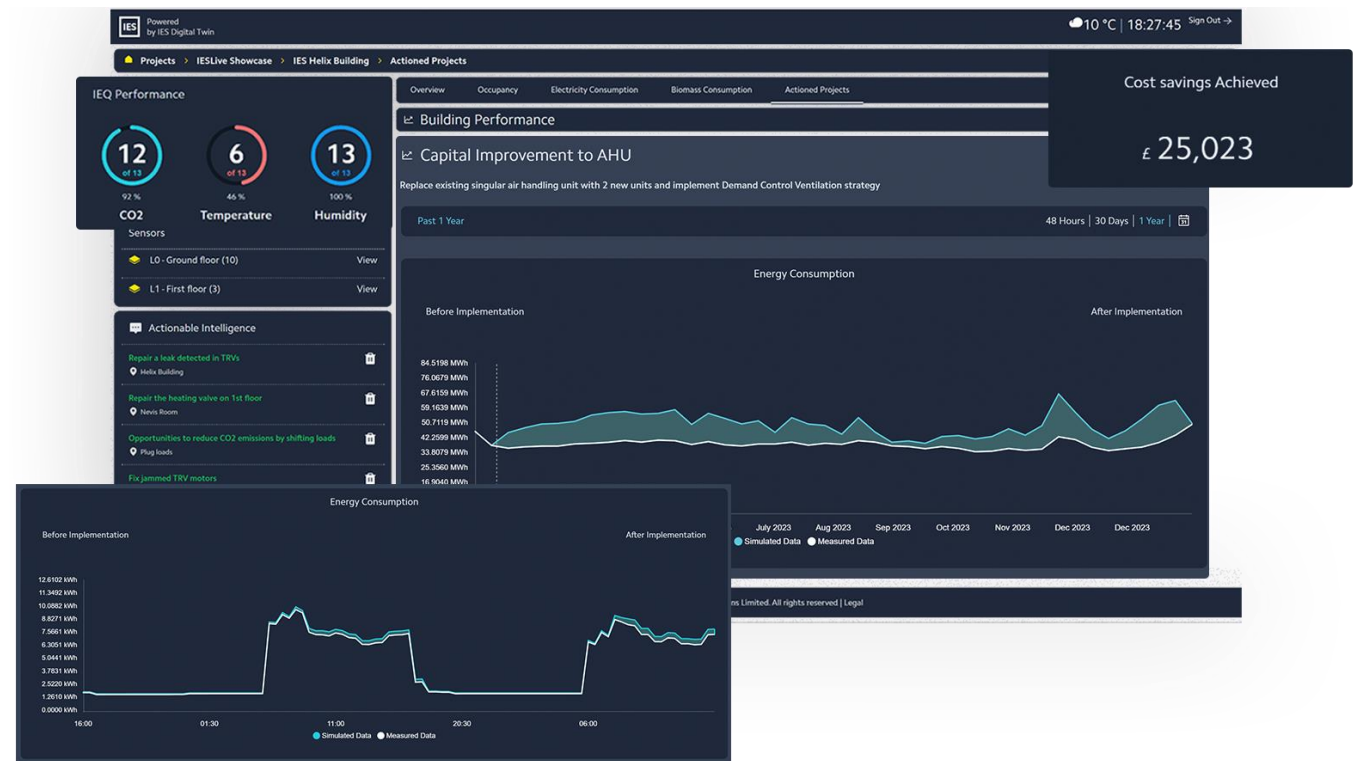 IES Powered
by IES Digital Twin
10 °C | 18:27:45 Sign Out →
Projects > IESLive Showcase > IES Helix Building > Actioned Projects
IEQ Performance
12
of 13
92 %
CO2
6
of 13
46 %
Temperature
13
of 13
100 %
Humidity
Sensors
L0 - Ground floor (10) View
L1 - First floor (3) View
Actionable Intelligence
Repair a leak detected in TRVs
Helix Building
Repair the heating valve on 1st floor
Nevis Room
Opportunities to reduce CO2 emissions by shifting loads
Plug loads
Fix jammed TRV motors
Overview Occupancy Electricity Consumption Biomass Consumption Actioned Projects
Building Performance
Capital Improvement to AHU
Replace existing singular air handling unit with 2 new units and implement Demand Control Ventilation strategy
Past 1 Year 48 Hours | 30 Days | 1 Year | 31
Cost savings Achieved
£ 25,023
Energy Consumption
Before Implementation After Implementation
84.5198 MWh
76.0679 MWh
67.6159 MWh
59.1639 MWh
50.7119 MWh
42.2599 MWh
33.8079 MWh
25.3560 MWh
16.9040 MWh
July 2023 Aug 2023 Sep 2023 Oct 2023 Nov 2023 Dec 2023 Dec 2023
Simulated Data Measured Data
ns Limited. All rights reserved | Legal
Energy Consumption
Before Implementation After Implementation
12.6102 kWh
11.3492 kWh
10.0882 kWh
8.8271 kWh
7.5661 kWh
6.3051 kWh
5.0441 kWh
3.7831 kWh
2.5220 kWh
1.2610 kWh
0.0000 kWh
16:00 01:30 11:00 20:30 06:00
Simulated Data Measured Data